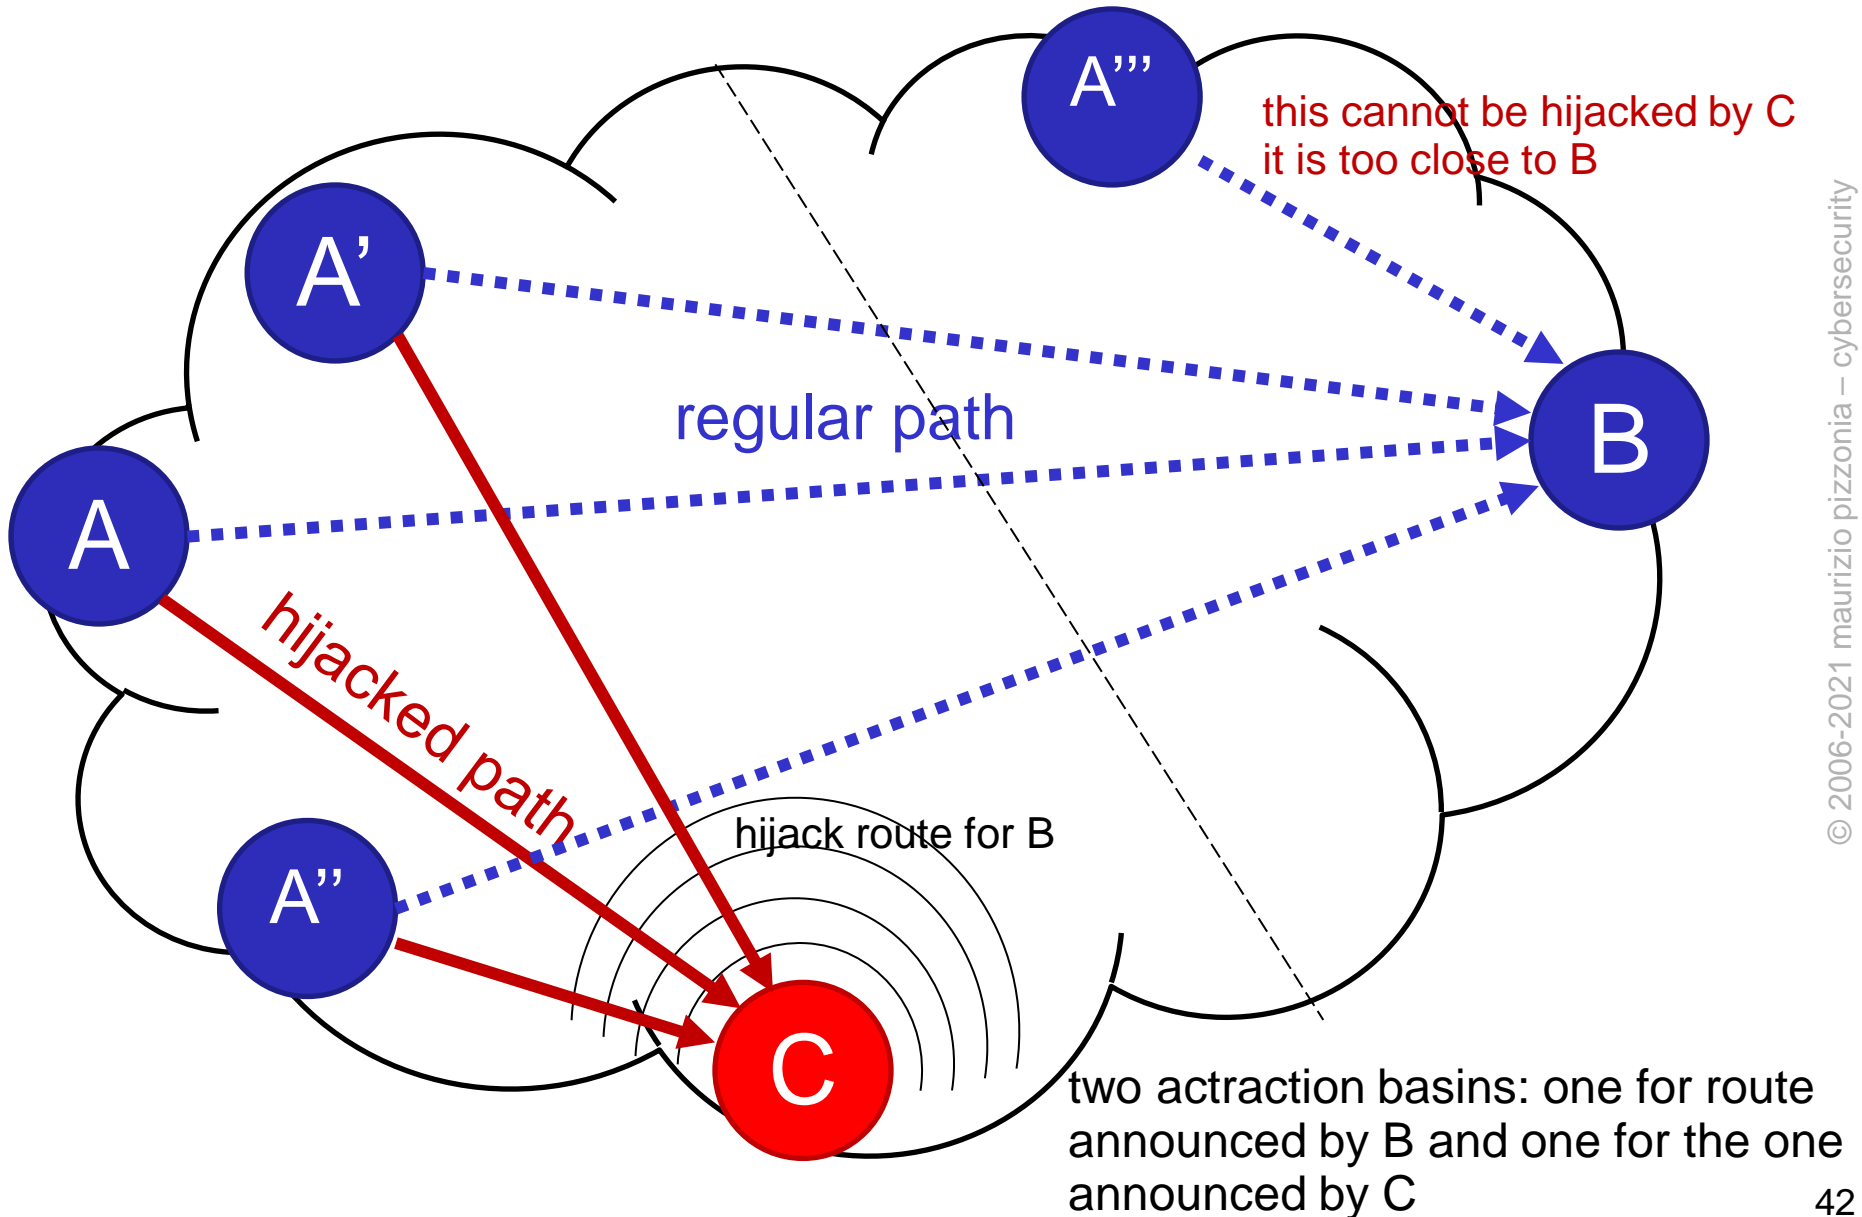 A’’’
this cannot be hijacked by C
it is too close to B
A’
regular path
B
A
hijacked path
hijack route for B
A’’
C
two actraction basins: one for route
announced by B and one for the one
announced by C
42
© 2006-2021 maurizio pizzonia – cybersecurity